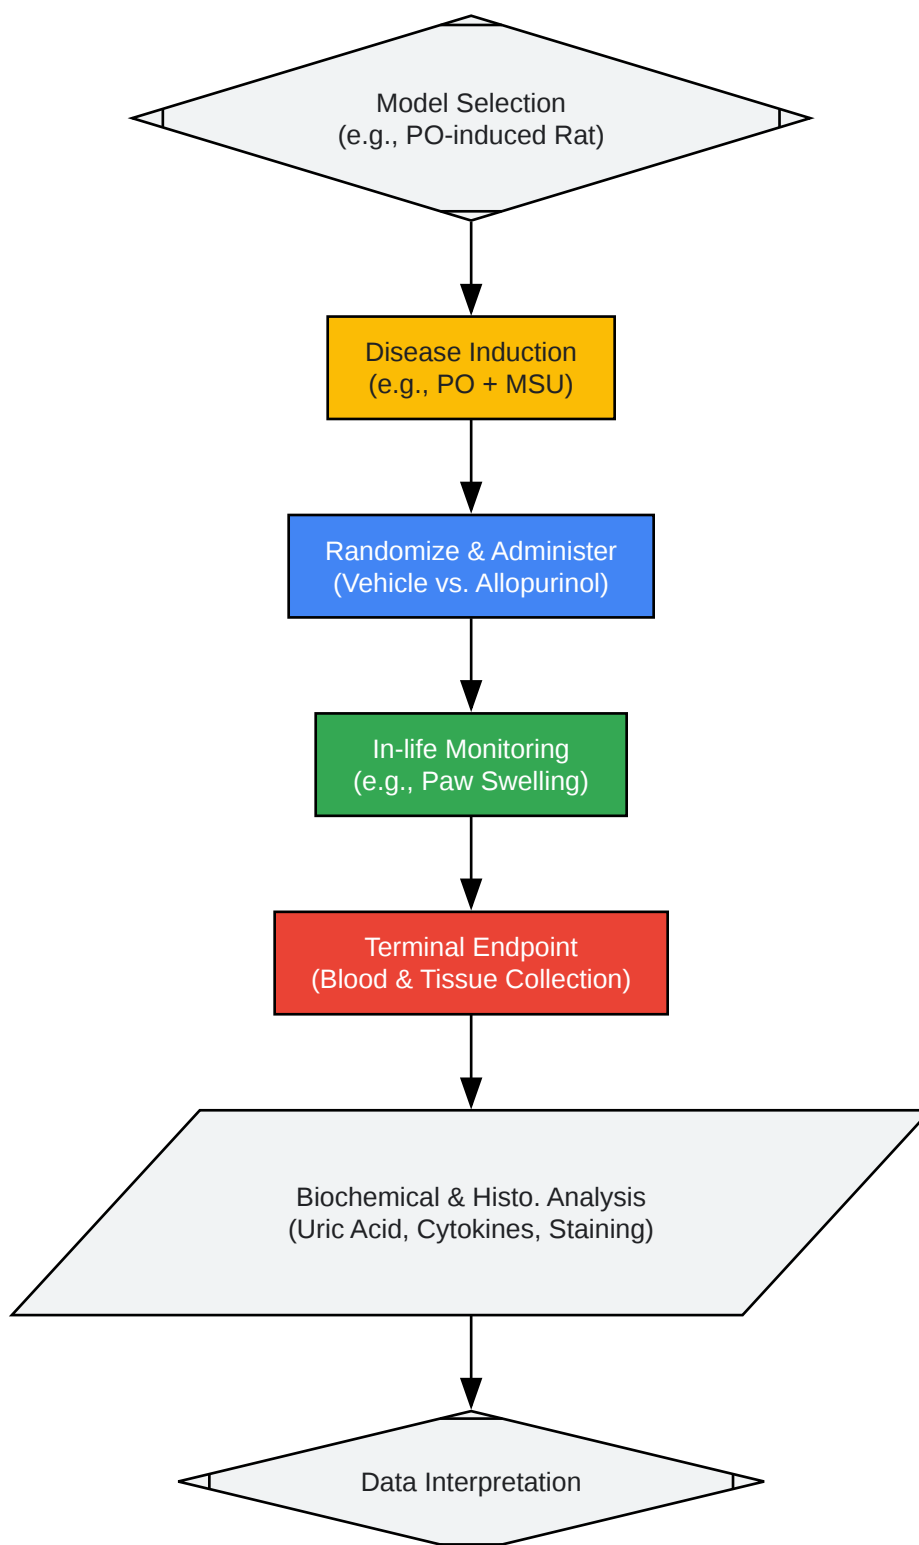 Model Selection
(e.g., PO-induced Rat)
Disease Induction
(e.g., PO + MSU)
Randomize & Administer
(Vehicle vs. Allopurinol)
In-life Monitoring
(e.g., Paw Swelling)
Terminal Endpoint
(Blood & Tissue Collection)
Biochemical & Histo. Analysis
(Uric Acid, Cytokines, Staining)
Data Interpretation